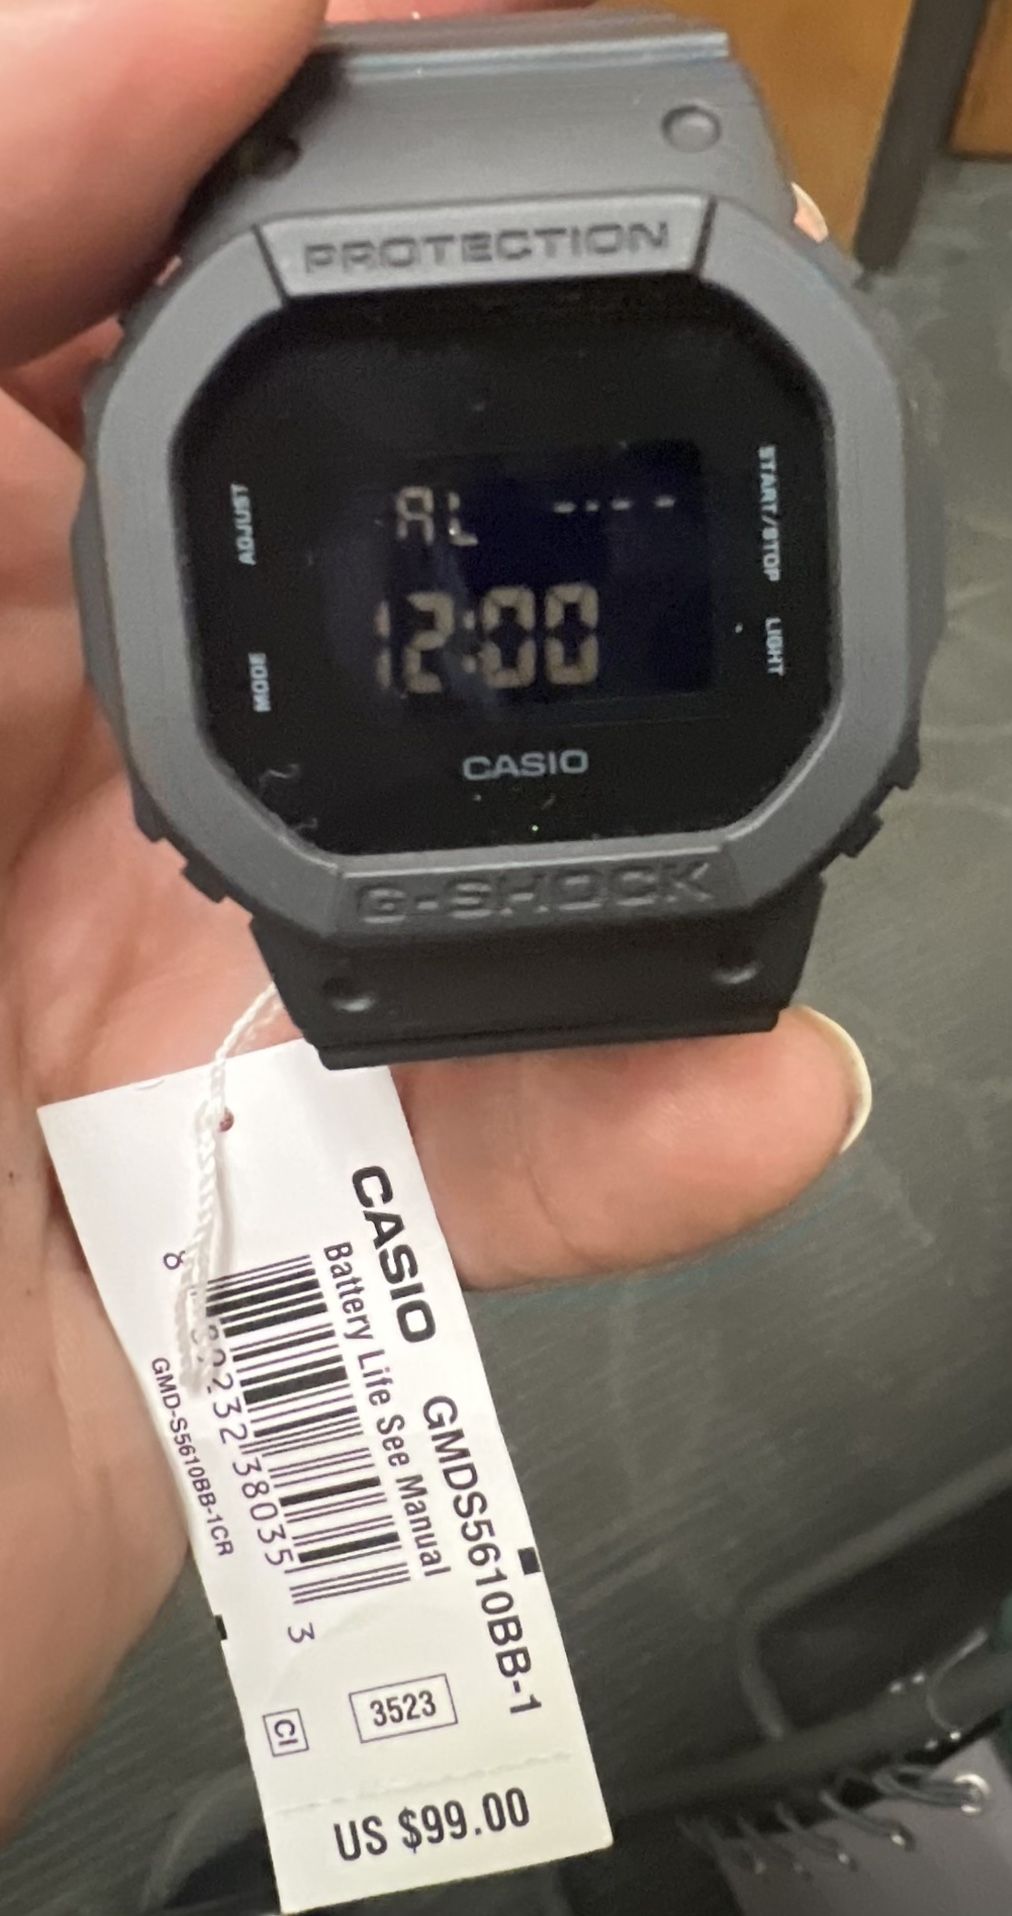 PROTECTION
ADJUST
START/STOP
AL -.-- -
12:00
MODE
LIGHT
CASIO
G-SHOCK
CASIO GMDS5610BB-1
Battery Life See Manual
3523
8 3
GMD-S5610BB-1CR
CI
US $99.00